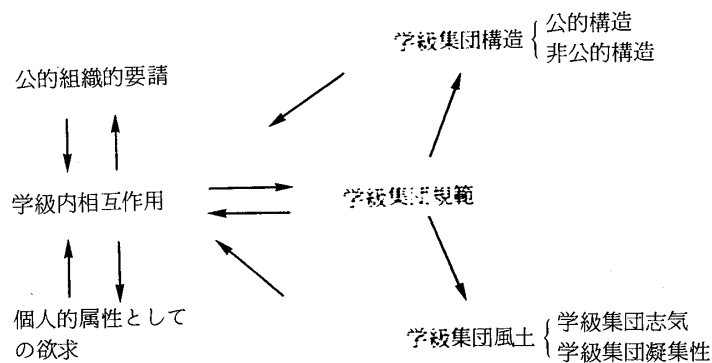 学級集団構造
公的構造
非公的構造
公的組織的要請
学級内相互作用
学級集団規範
個人的属性として
の欲求
学級集団風土
学級集団志気
学級集団凝集性